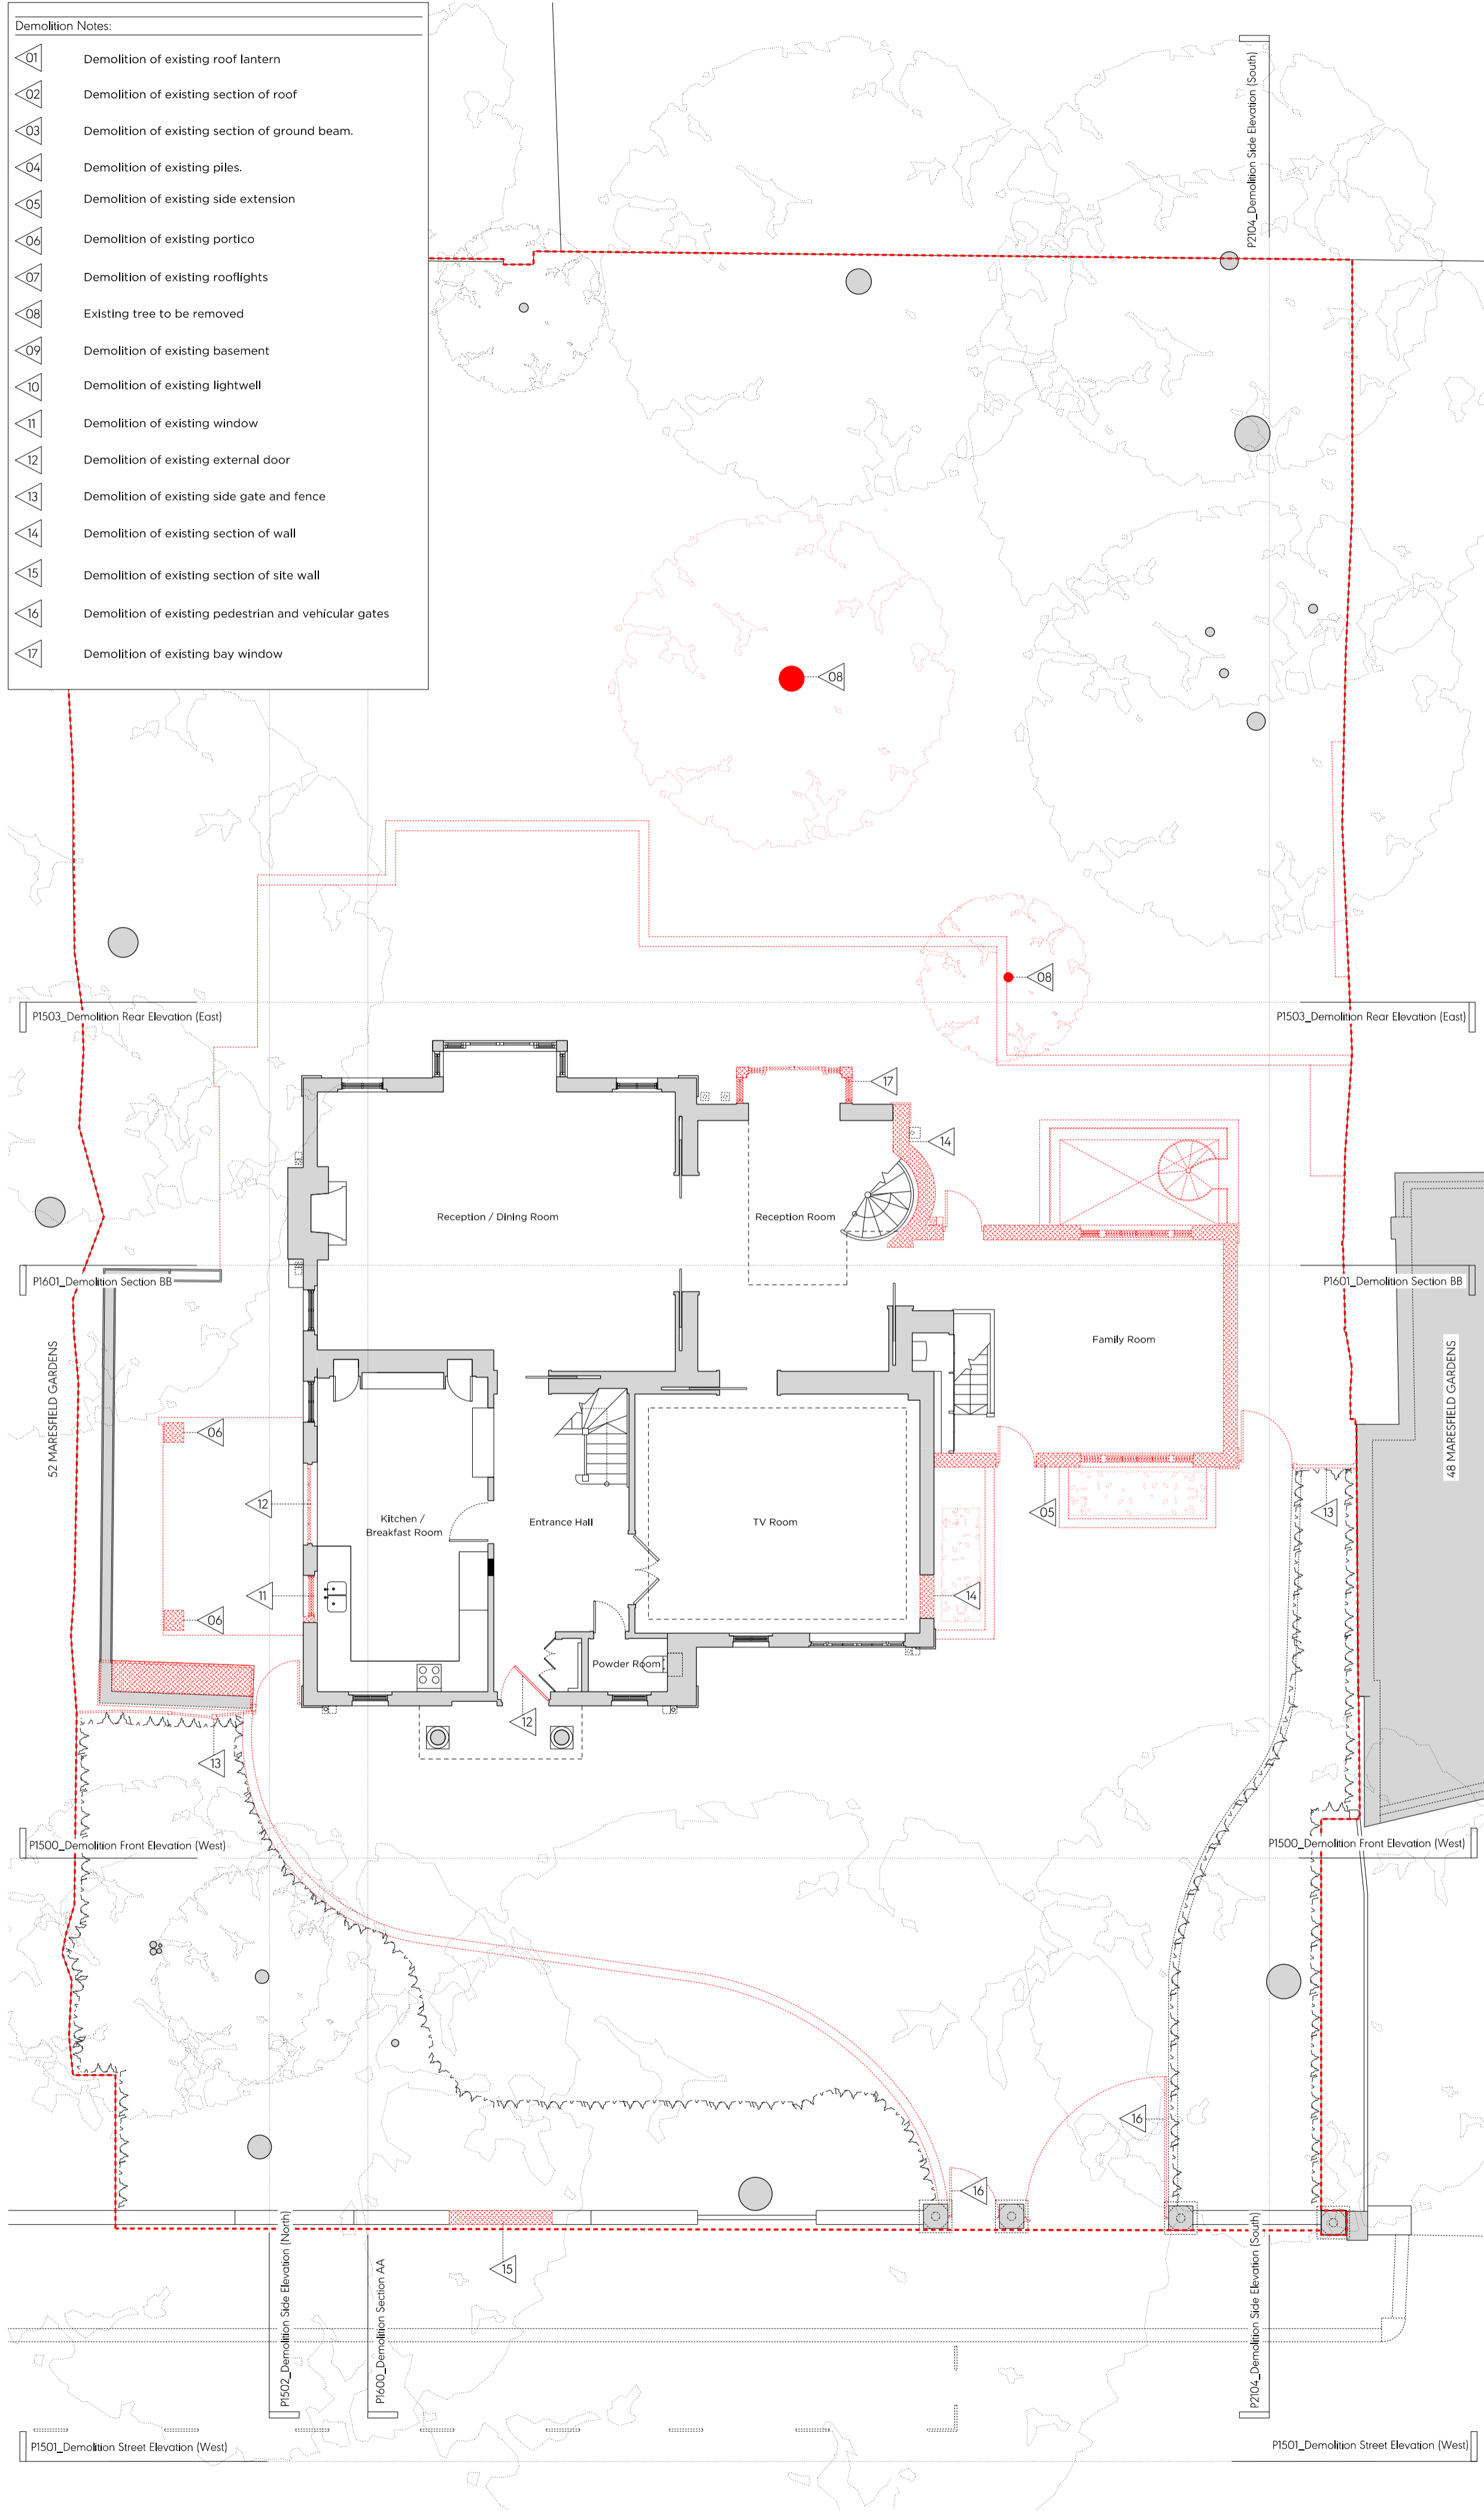 Demolition Notes:
01 Demolition of existing roof lantern
02 Demolition of existing section of roof
03 Demolition of existing section of ground beam.
04 Demolition of existing piles.
05 Demolition of existing side extension
06 Demolition of existing portico
07 Demolition of existing rooflights
08 Existing tree to be removed
09 Demolition of existing basement
10 Demolition of existing lightwell
11 Demolition of existing window
12 Demolition of existing external door
13 Demolition of existing side gate and fence
14 Demolition of existing section of wall
15 Demolition of existing section of site wall
16 Demolition of existing pedestrian and vehicular gates
17 Demolition of existing bay window
P2104_Demolition Side Elevation (South)
08
08
P1503_Demolition Rear Elevation (East)
P1503_Demolition Rear Elevation (East)
17
14
Reception / Dining Room
Reception Room
P1601_Demolition Section BB
P1601_Demolition Section BB
Family Room
52 MARESFIELD GARDENS
48 MARESFIELD GARDENS
06
12
Kitchen /
Breakfast Room
Entrance Hall
TV Room
05
13
11
14
06
Powder Room
12
13
P1500_Demolition Front Elevation (West)
P1500_Demolition Front Elevation (West)
16
16
15
P1502_Demolition Side Elevation (North)
P1600_Demolition Section AA
P2104_Demolition Side Elevation (South)
P1501_Demolition Street Elevation (West)
P1501_Demolition Street Elevation (West)